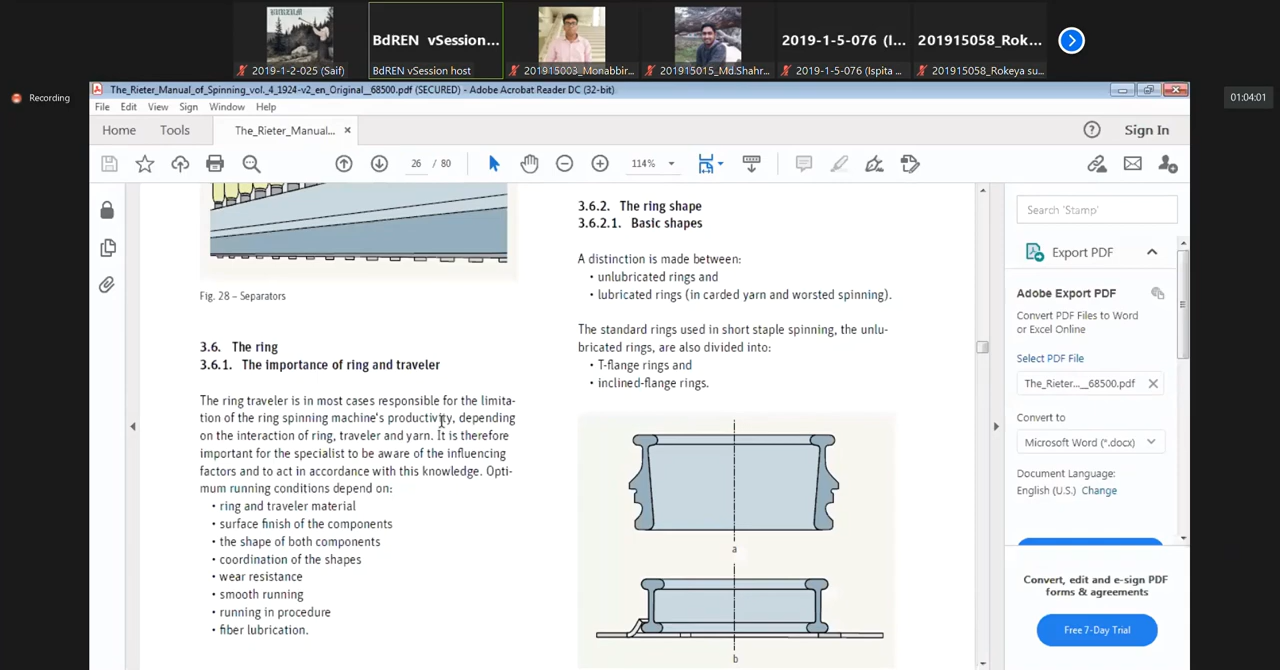 BURZUM
BdREN vSession...
2019-1-5-076 (I...
201915058_Rok...
2019-1-2-025 (Saif)
BdREN vSession host
201915003_Monabbir...
201915015_Md.Shahr...
2019-1-5-076 (Ispita ...
201915058_Rokeya su...
Recording
01:04:01
The_Rieter_Manual_of_Spinning_vol._4_1924-v2_en_Original__68500.pdf (SECURED) - Adobe Acrobat Reader DC (32-bit)
File Edit View Sign Window Help
Home Tools The_Rieter_Manual... ×
Sign In
26 / 80
114%
Fig. 28 – Separators
3.6. The ring
3.6.1. The importance of ring and traveler
The ring traveler is in most cases responsible for the limita-
tion of the ring spinning machine's productivity, depending
on the interaction of ring, traveler and yarn. It is therefore
important for the specialist to be aware of the influencing
factors and to act in accordance with this knowledge. Opti-
mum running conditions depend on:
• ring and traveler material
• surface finish of the components
• the shape of both components
• coordination of the shapes
• wear resistance
• smooth running
• running in procedure
• fiber lubrication.
3.6.2. The ring shape
3.6.2.1. Basic shapes
A distinction is made between:
• unlubricated rings and
• lubricated rings (in carded yarn and worsted spinning).
The standard rings used in short staple spinning, the unlu-
bricated rings, are also divided into:
• T-flange rings and
• inclined-flange rings.
a
b
Search 'Stamp'
Export PDF
Adobe Export PDF
Convert PDF Files to Word
or Excel Online
Select PDF File
The_Rieter...__68500.pdf
Convert to
Microsoft Word (*.docx)
Document Language:
English (U.S.) Change
Convert, edit and e-sign PDF
forms & agreements
Free 7-Day Trial